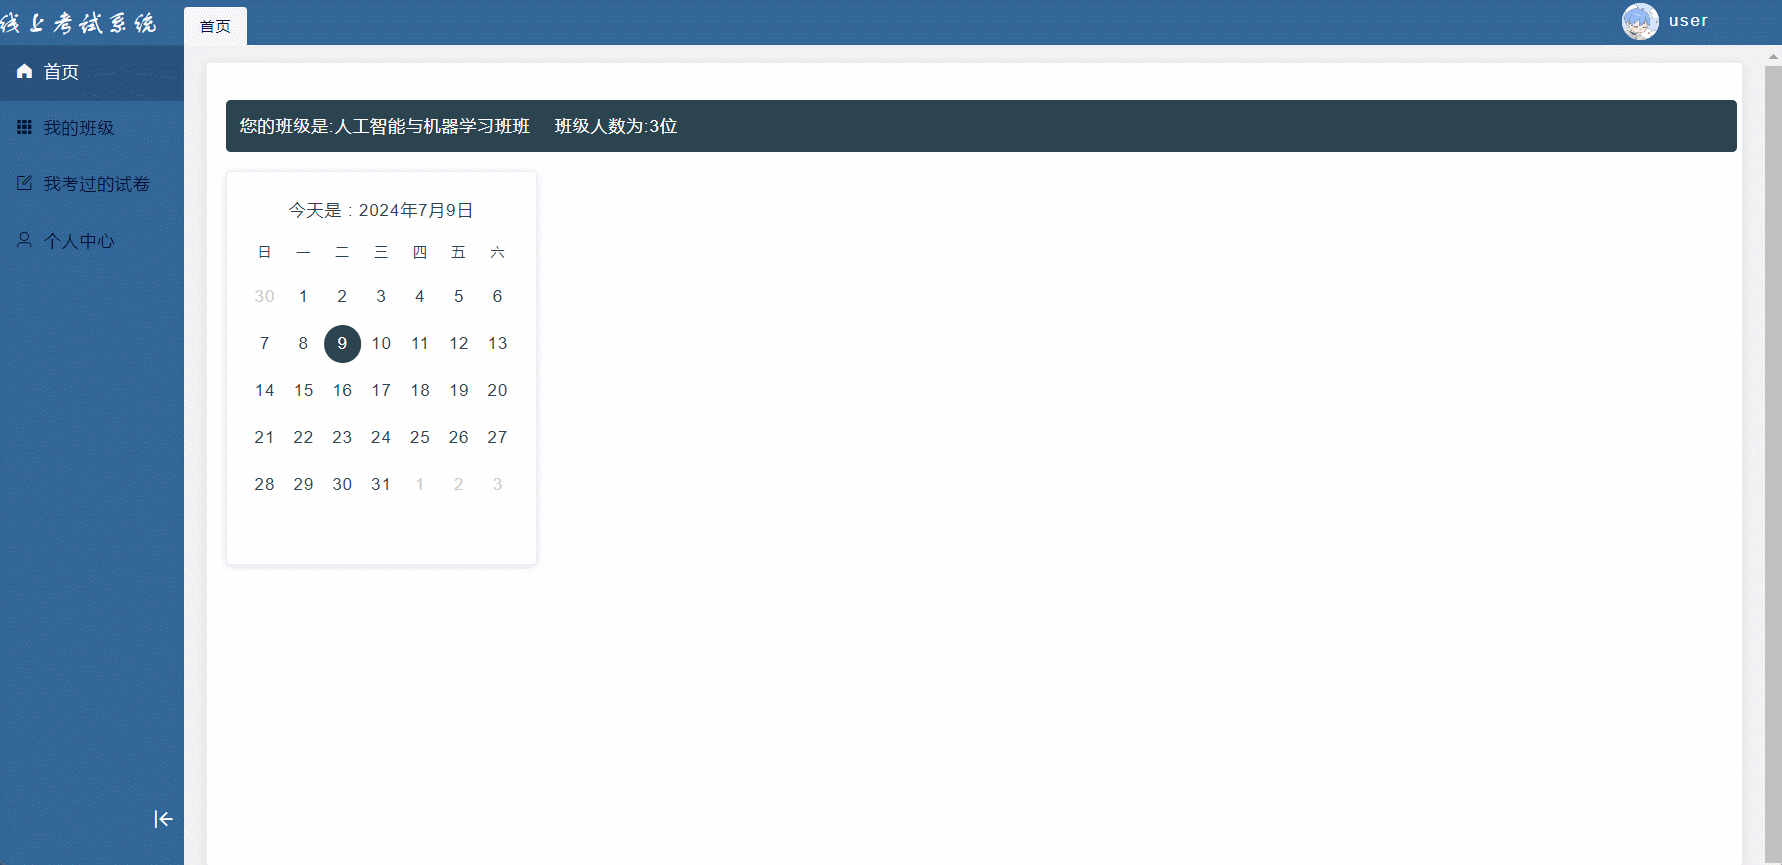 线上考试系统
首页
user
首页
我的班级
我考过的试卷
个人中心
您的班级是:人工智能与机器学习班班 班级人数为:3位
今天是：2024年7月9日
日 一 二 三 四 五 六
30 1 2 3 4 5 6
7 8 9 10 11 12 13
14 15 16 17 18 19 20
21 22 23 24 25 26 27
28 29 30 31 1 2 3